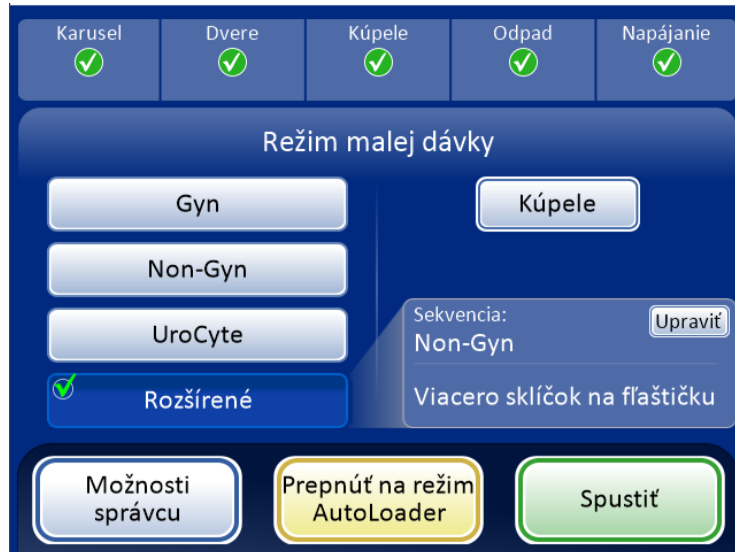 Karusel
Dvere
Kúpele
Odpad
Napájanie
Režim malej dávky
Gyn
Non-Gyn
UroCyte
Rozšírené
Kúpele
Sekvencia:
Non-Gyn
Upraviť
Viacero sklíčok na fľaštičku
Možnosti
správcu
Prepnúť na režim
AutoLoader
Spustiť